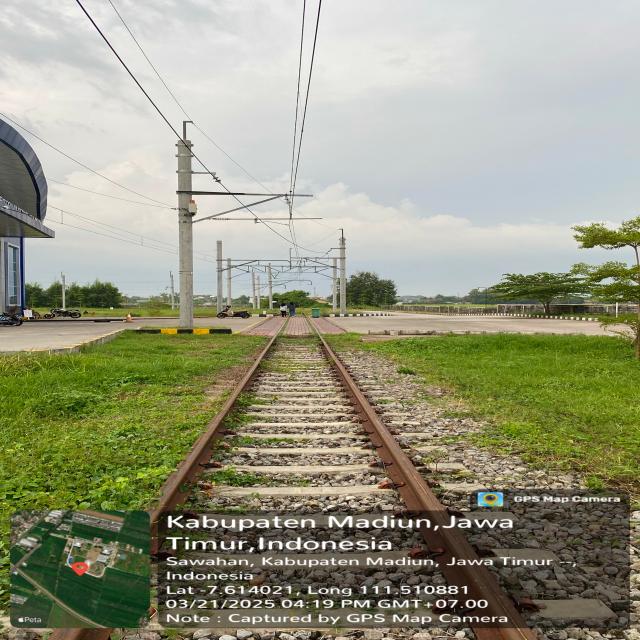 GPS Map Camera
Kabupaten Madiun,Jawa
Timur,Indonesia
Sawahan, Kabupaten Madiun, Jawa Timur --,
Indonesia
Lat -7.614021, Long 111.510881
03/21/2025 04:19 PM GMT+07.00
Note : Captured by GPS Map Camera
Peta